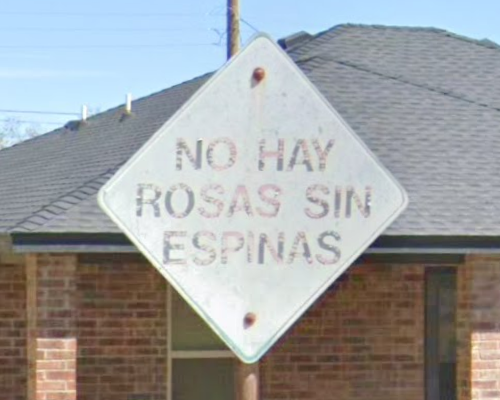 NO HAY
ROSAS SIN
ESPINAS